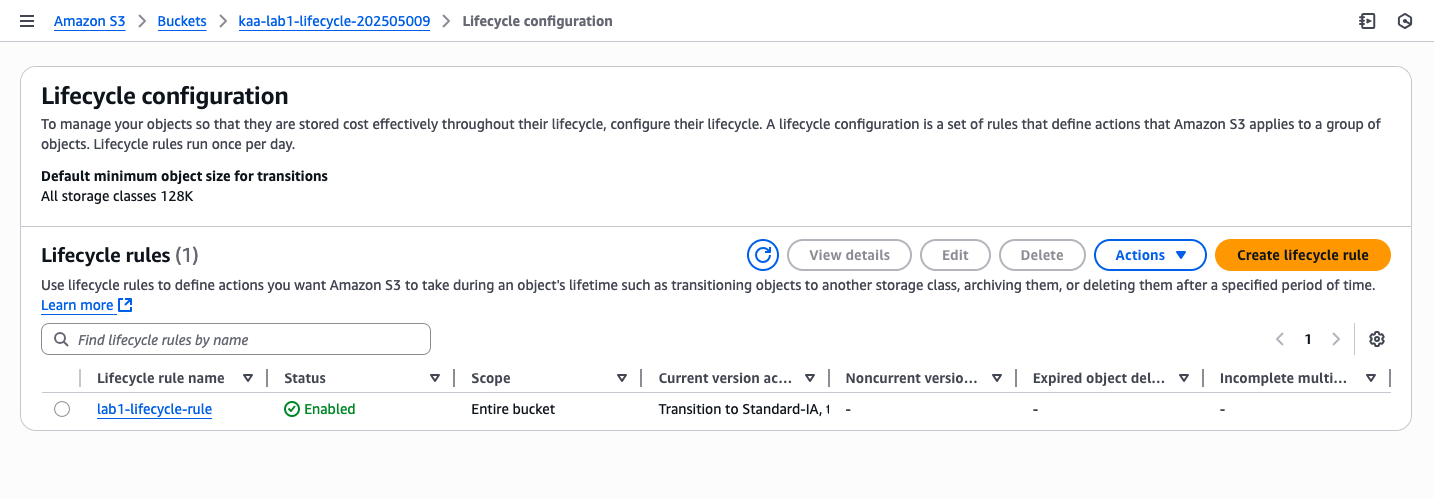 Amazon S3 > Buckets > kaa-lab1-lifecycle-202505009 > Lifecycle configuration
Lifecycle configuration
To manage your objects so that they are stored cost effectively throughout their lifecycle, configure their lifecycle. A lifecycle configuration is a set of rules that define actions that Amazon S3 applies to a group of
objects. Lifecycle rules run once per day.
Default minimum object size for transitions
All storage classes 128K
Lifecycle rules (1)
View details
Edit
Delete
Actions
Create lifecycle rule
Use lifecycle rules to define actions you want Amazon S3 to take during an object's lifetime such as transitioning objects to another storage class, archiving them, or deleting them after a specified period of time.
Learn more
Find lifecycle rules by name
1
Lifecycle rule name Status Scope Current version ac... Noncurrent versio... Expired object del... Incomplete multi...
lab1-lifecycle-rule Enabled Entire bucket Transition to Standard-IA, t - - -